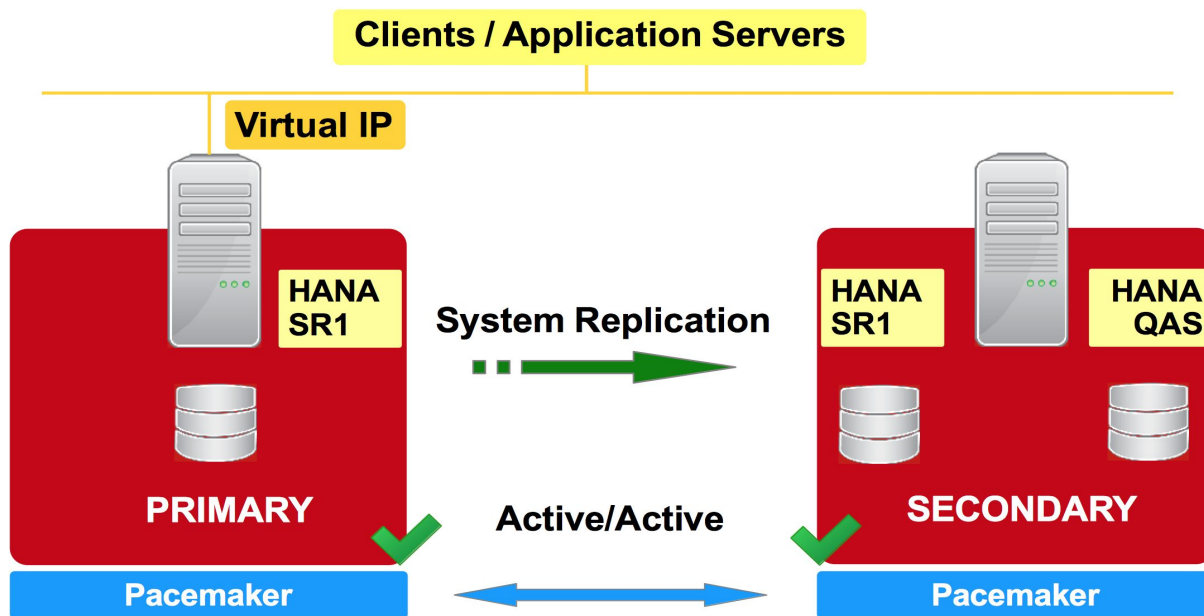 Clients / Application Servers
Virtual IP
HANA
SR1
System Replication
HANA
SR1
HANA
QAS
PRIMARY
Active/Active
SECONDARY
Pacemaker
Pacemaker